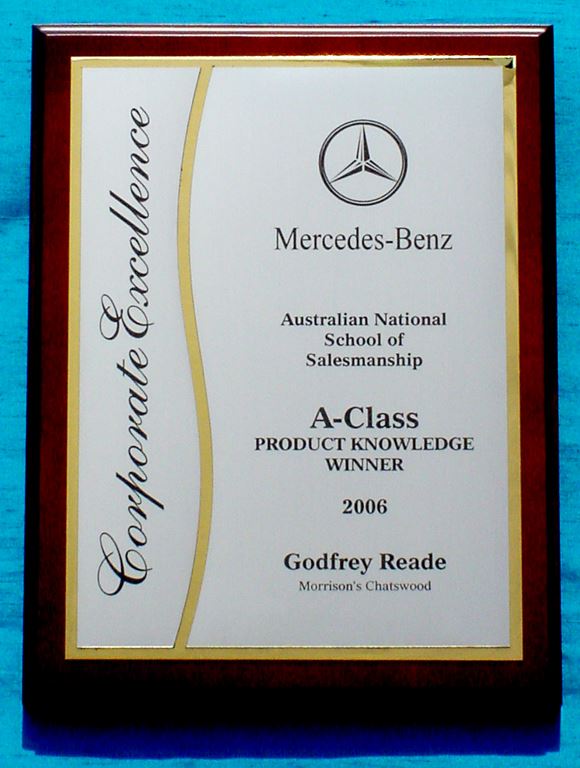 Corporate Excellence
Mercedes-Benz
Australian National
School of
Salesmanship
A-Class
PRODUCT KNOWLEDGE
WINNER
2006
Godfrey Reade
Morrison's Chatswood